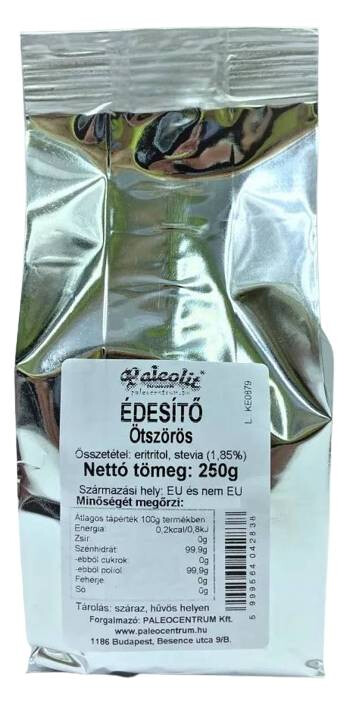 Paleolit®
paleocentrum.hu
ÉDESÍTŐ
Ötszörös
Összetétel: eritritol, stevia (1,85%)
Nettó tömeg: 250g
Származási hely: EU és nem EU
Minőségét megőrzi:
Átlagos tápérték 100g termékben
Energia: 0,2kcal/0,8kJ
Zsír: 0g
Szénhidrát: 99,9g
-ebből cukrok: 0g
-ebből poliol: 99,9g
Fehérje: 0g
Só: 0g
Tárolás: száraz, hűvös helyen
Forgalmazó: PALEOCENTRUM Kft.
www.paleocentrum.hu
1186 Budapest, Besence utca 9/B.
L: KE0879
5 999564 042838